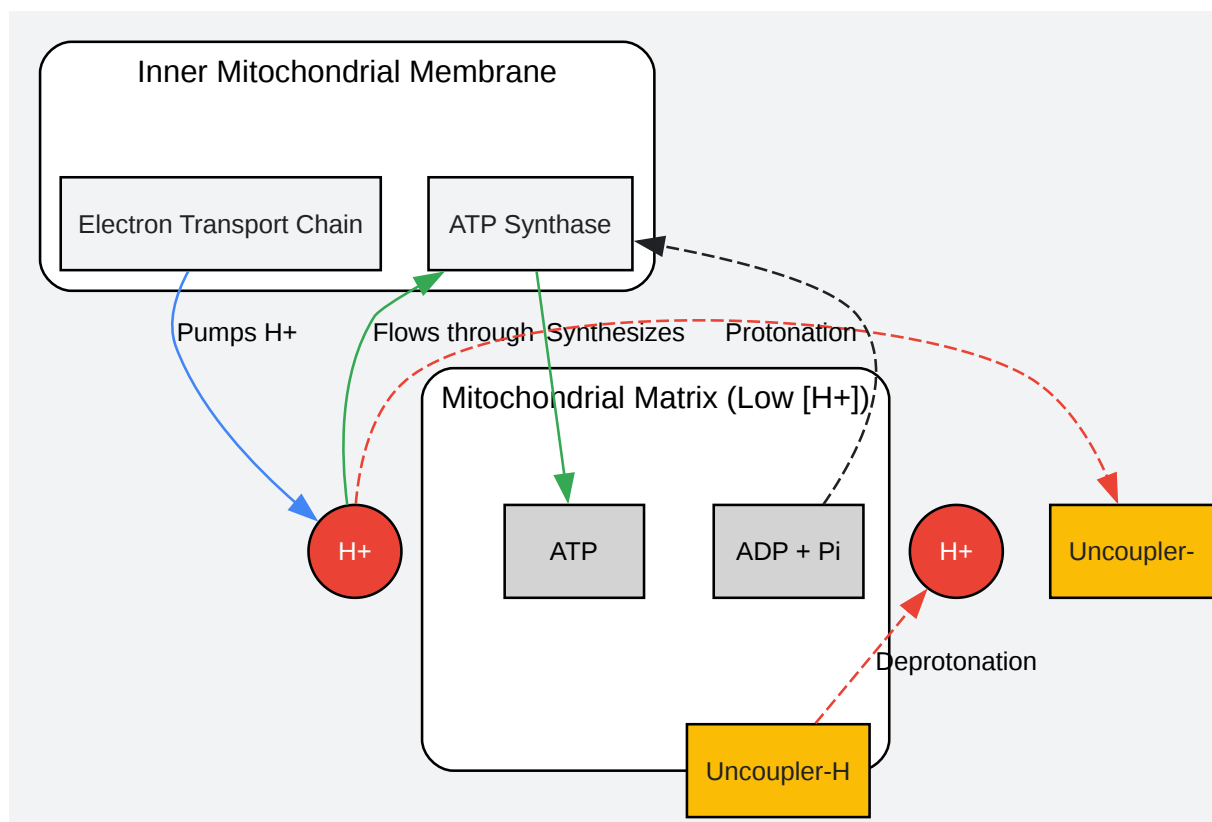 Inner Mitochondrial Membrane
Electron Transport Chain
ATP Synthase
Pumps H+
Flows through
Synthesizes
Protonation
Mitochondrial Matrix (Low [H+])
H+
ATP
ADP + Pi
H+
Uncoupler-
Deprotonation
Uncoupler-H